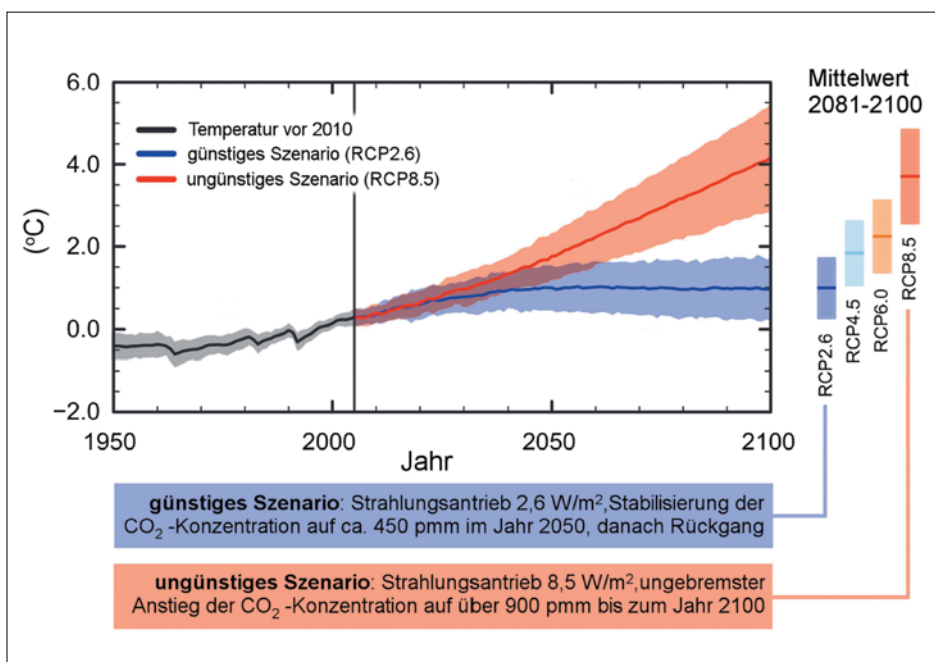 6.0
4.0
2.0
0.0
−2.0
(°C)
Temperatur vor 2010
günstiges Szenario (RCP2.6)
ungünstiges Szenario (RCP8.5)
1950
2000
2050
2100
Jahr
Mittelwert
2081-2100
RCP2.6
RCP4.5
RCP6.0
RCP8.5
günstiges Szenario: Strahlungsantrieb 2,6 W/m²,Stabilisierung der
CO₂ -Konzentration auf ca. 450 pmm im Jahr 2050, danach Rückgang
ungünstiges Szenario: Strahlungsantrieb 8,5 W/m²,ungebremster
Anstieg der CO₂ -Konzentration auf über 900 pmm bis zum Jahr 2100